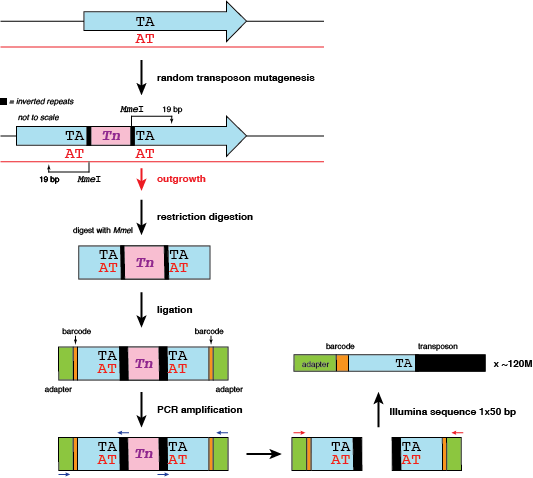 TA
AT
random transposon mutagenesis
= inverted repeats
MmeI
19 bp
not to scale
TA Tn TA
AT AT
19 bp MmeI
outgrowth
restriction digestion
digest with MmeI
TA TA
AT Tn AT
ligation
barcode barcode
TA TA
AT Tn AT
adapter adapter
barcode transposon
adapter TA x ~120M
PCR amplification
Illumina sequence 1x50 bp
TA TA
AT Tn AT
TA TA
AT AT